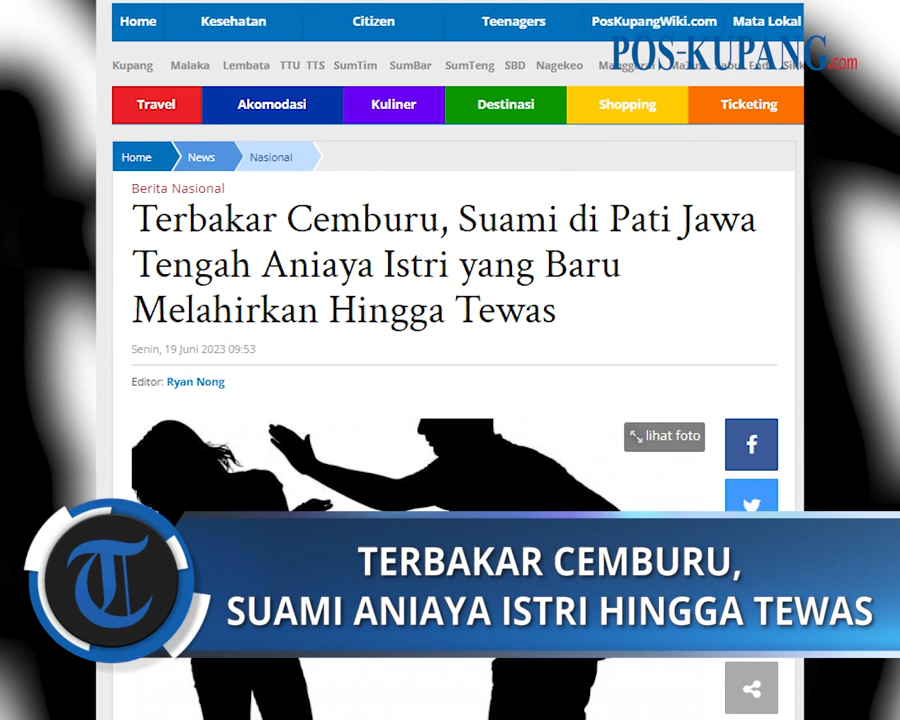 Home Kesehatan Citizen Teenagers PosKupangWiki.com Mata Lokal
POS-KUPANG.com
Kupang Malaka Lembata TTU TTS SumTim SumBar SumTeng SBD Nagekeo
Travel Akomodasi Kuliner Destinasi Shopping Ticketing
Home News Nasional
Berita Nasional
Terbakar Cemburu, Suami di Pati Jawa
Tengah Aniaya Istri yang Baru
Melahirkan Hingga Tewas
Senin, 19 Juni 2023 09:53
Editor: Ryan Nong
lihat foto
f
T
TERBAKAR CEMBURU,
SUAMI ANIAYA ISTRI HINGGA TEWAS